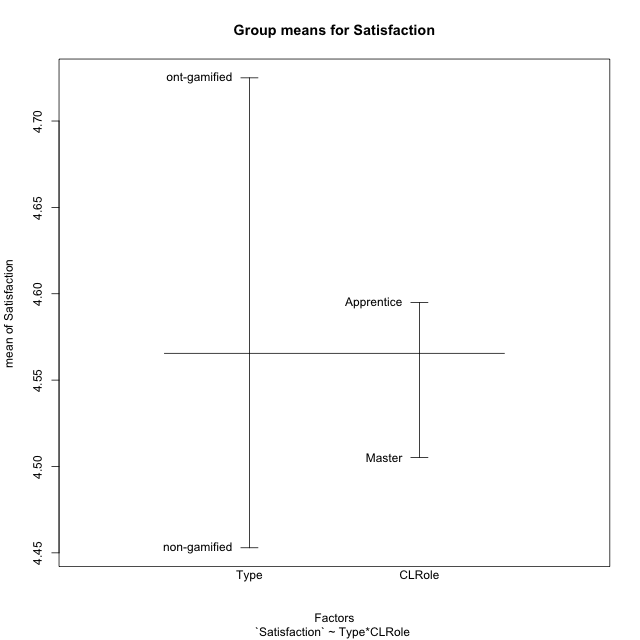 Group means for Satisfaction
mean of Satisfaction
4.70
4.65
4.60
4.55
4.50
4.45
ont-gamified
Apprentice
Master
non-gamified
Type
CLRole
Factors
`Satisfaction` ~ Type*CLRole